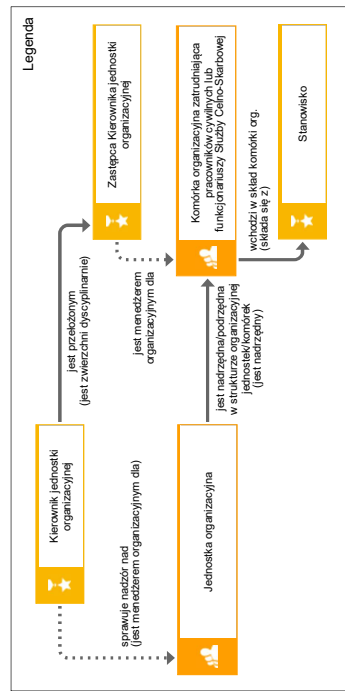 Legenda
Kierownik jednostki
organizacyjnej
jest przełożonym
(jest zwierzchni dyscyplinarnie)
Zastępca Kierownika jednostki
organizacyjnej
sprawuje nadzór nad
(jest menedżerem organizacyjnym dla)
jest menedżerem
organizacyjnym dla
Jednostka organizacyjna
jest nadrzędna/podrzędna
w strukturze organizacyjnej
jednostek/komórek
(jest nadrzędny)
Komórka organizacyjna zatrudniająca
pracowników cywilnych lub
funkcjonariuszy Służby Celno-Skarbowej
wchodzi w skład komórki org.
(składa się z)
Stanowisko